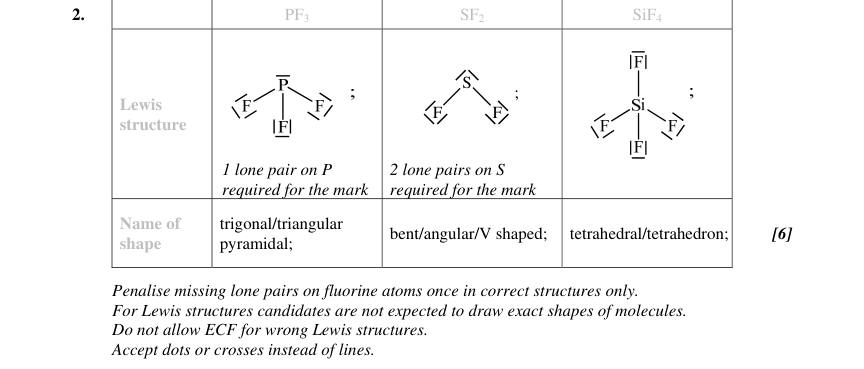 2.
PF3 SF2 SiF4
Lewis
structure
P F F |F| ;
S F F ;
|F| Si F F |F| ;
1 lone pair on P
required for the mark
2 lone pairs on S
required for the mark
Name of
shape
trigonal/triangular
pyramidal;
bent/angular/V shaped;
tetrahedral/tetrahedron;
[6]
Penalise missing lone pairs on fluorine atoms once in correct structures only.
For Lewis structures candidates are not expected to draw exact shapes of molecules.
Do not allow ECF for wrong Lewis structures.
Accept dots or crosses instead of lines.